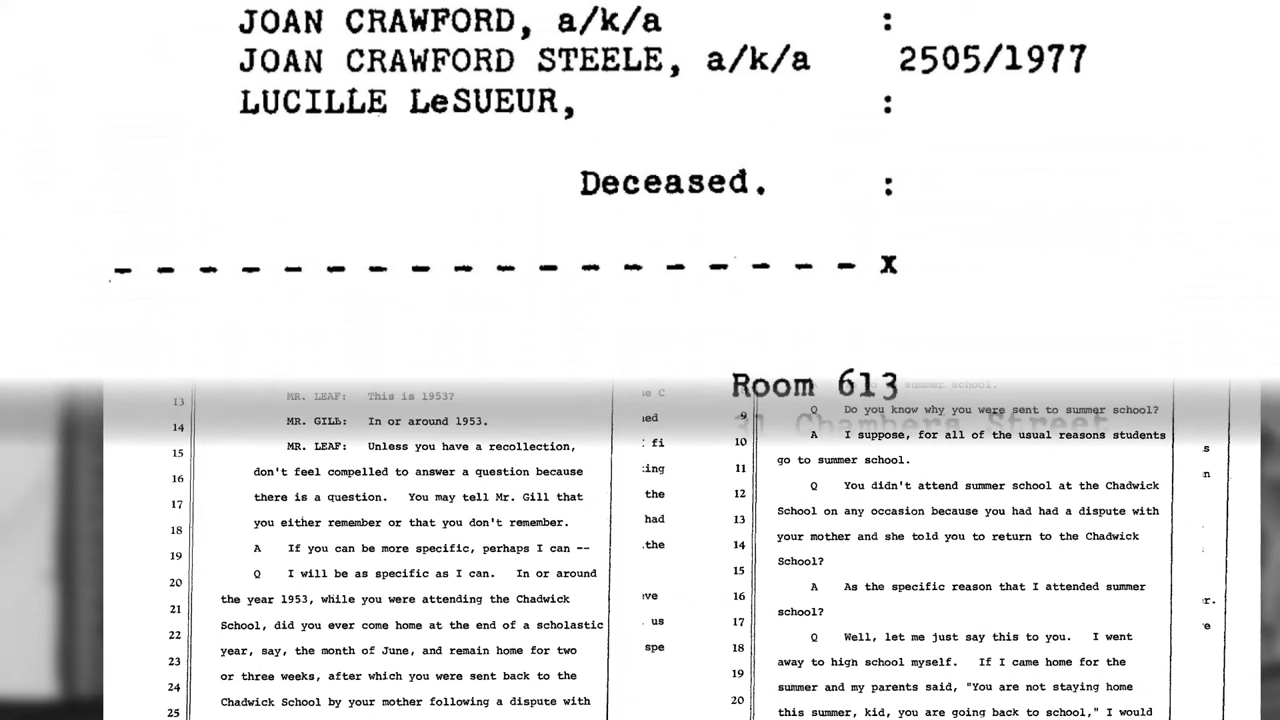 JOAN CRAWFORD, a/k/a :
JOAN CRAWFORD STEELE, a/k/a 2505/1977
LUCILLE LeSUEUR, :
Deceased. :
- - - - - - - - - - - - - - - - - - x
Room 613
31 Chambers Street
13 MR. LEAF: This is 1953?
14 MR. GILL: In or around 1953.
15 MR. LEAF: Unless you have a recollection,
16 don't feel compelled to answer a question because
17 there is a question. You may tell Mr. Gill that
18 you either remember or that you don't remember.
19 A If you can be more specific, perhaps I can --
20 Q I will be as specific as I can. In or around
21 the year 1953, while you were attending the Chadwick
22 School, did you ever come home at the end of a scholastic
23 year, say, the month of June, and remain home for two
24 or three weeks, after which you were sent back to the
25 Chadwick School by your mother following a dispute with
the
had
us
summer school.
9 Q Do you know why you were sent to summer school?
10 A I suppose, for all of the usual reasons students
11 go to summer school.
12 Q You didn't attend summer school at the Chadwick
13 School on any occasion because you had had a dispute with
14 your mother and she told you to return to the Chadwick
15 School?
16 A As the specific reason that I attended summer
17 school?
18 Q Well, let me just say this to you. I went
19 away to high school myself. If I came home for the
20 summer and my parents said, "You are not staying home
this summer, kid, you are going back to school," I would